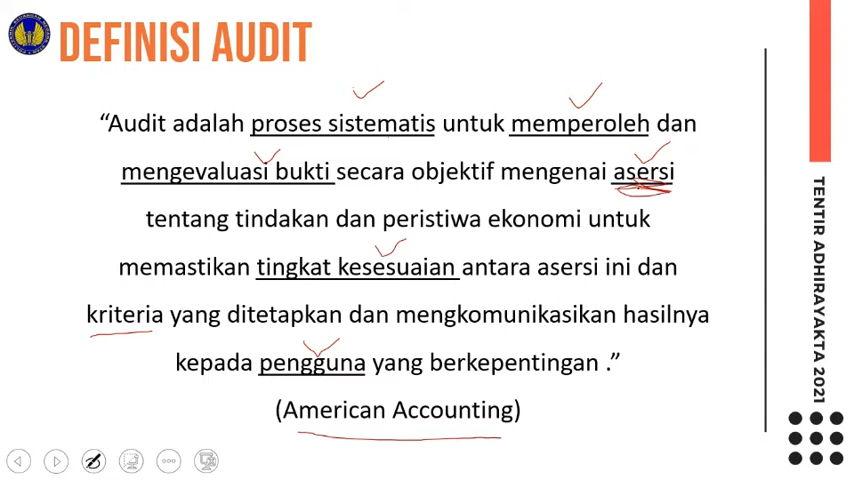 DEFINISI AUDIT
“Audit adalah proses sistematis untuk memperoleh dan
mengevaluasi bukti secara objektif mengenai asersi
tentang tindakan dan peristiwa ekonomi untuk
memastikan tingkat kesesuaian antara asersi ini dan
kriteria yang ditetapkan dan mengkomunikasikan hasilnya
kepada pengguna yang berkepentingan .”
(American Accounting)
TENTIR ADHIRAYAKTA 2021